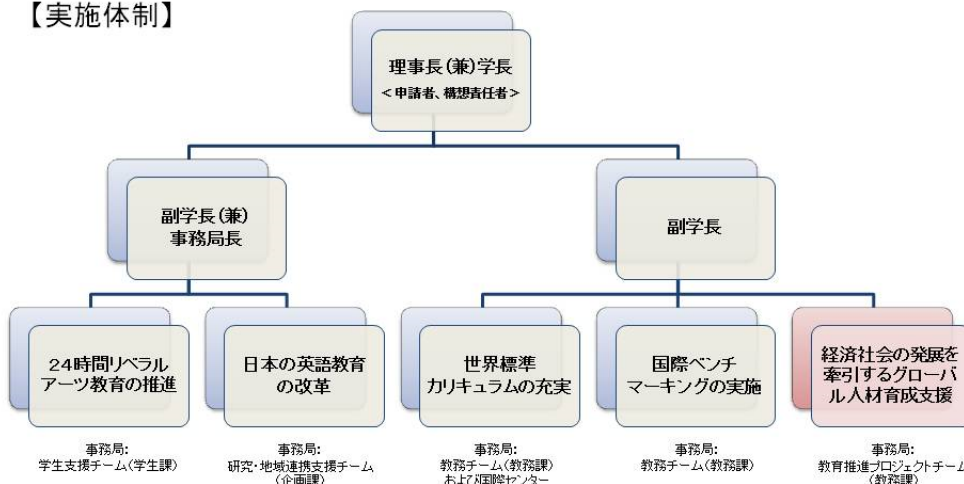 【実施体制】
理事長(兼)学長
<申請者、構想責任者>
副学長(兼)
事務局長
副学長
24時間リベラル
アーツ教育の推進
日本の英語教育
の改革
世界標準
カリキュラムの充実
国際ベンチ
マーキングの実施
経済社会の発展を
牽引するグローバ
ル人材育成支援
事務局:
学生支援チーム(学生課)
事務局:
研究・地域連携支援チーム
(企画課)
事務局:
教務チーム(教務課)
および国際センター
事務局:
教務チーム(教務課)
事務局:
教育推進プロジェクトチーム
(教務課)